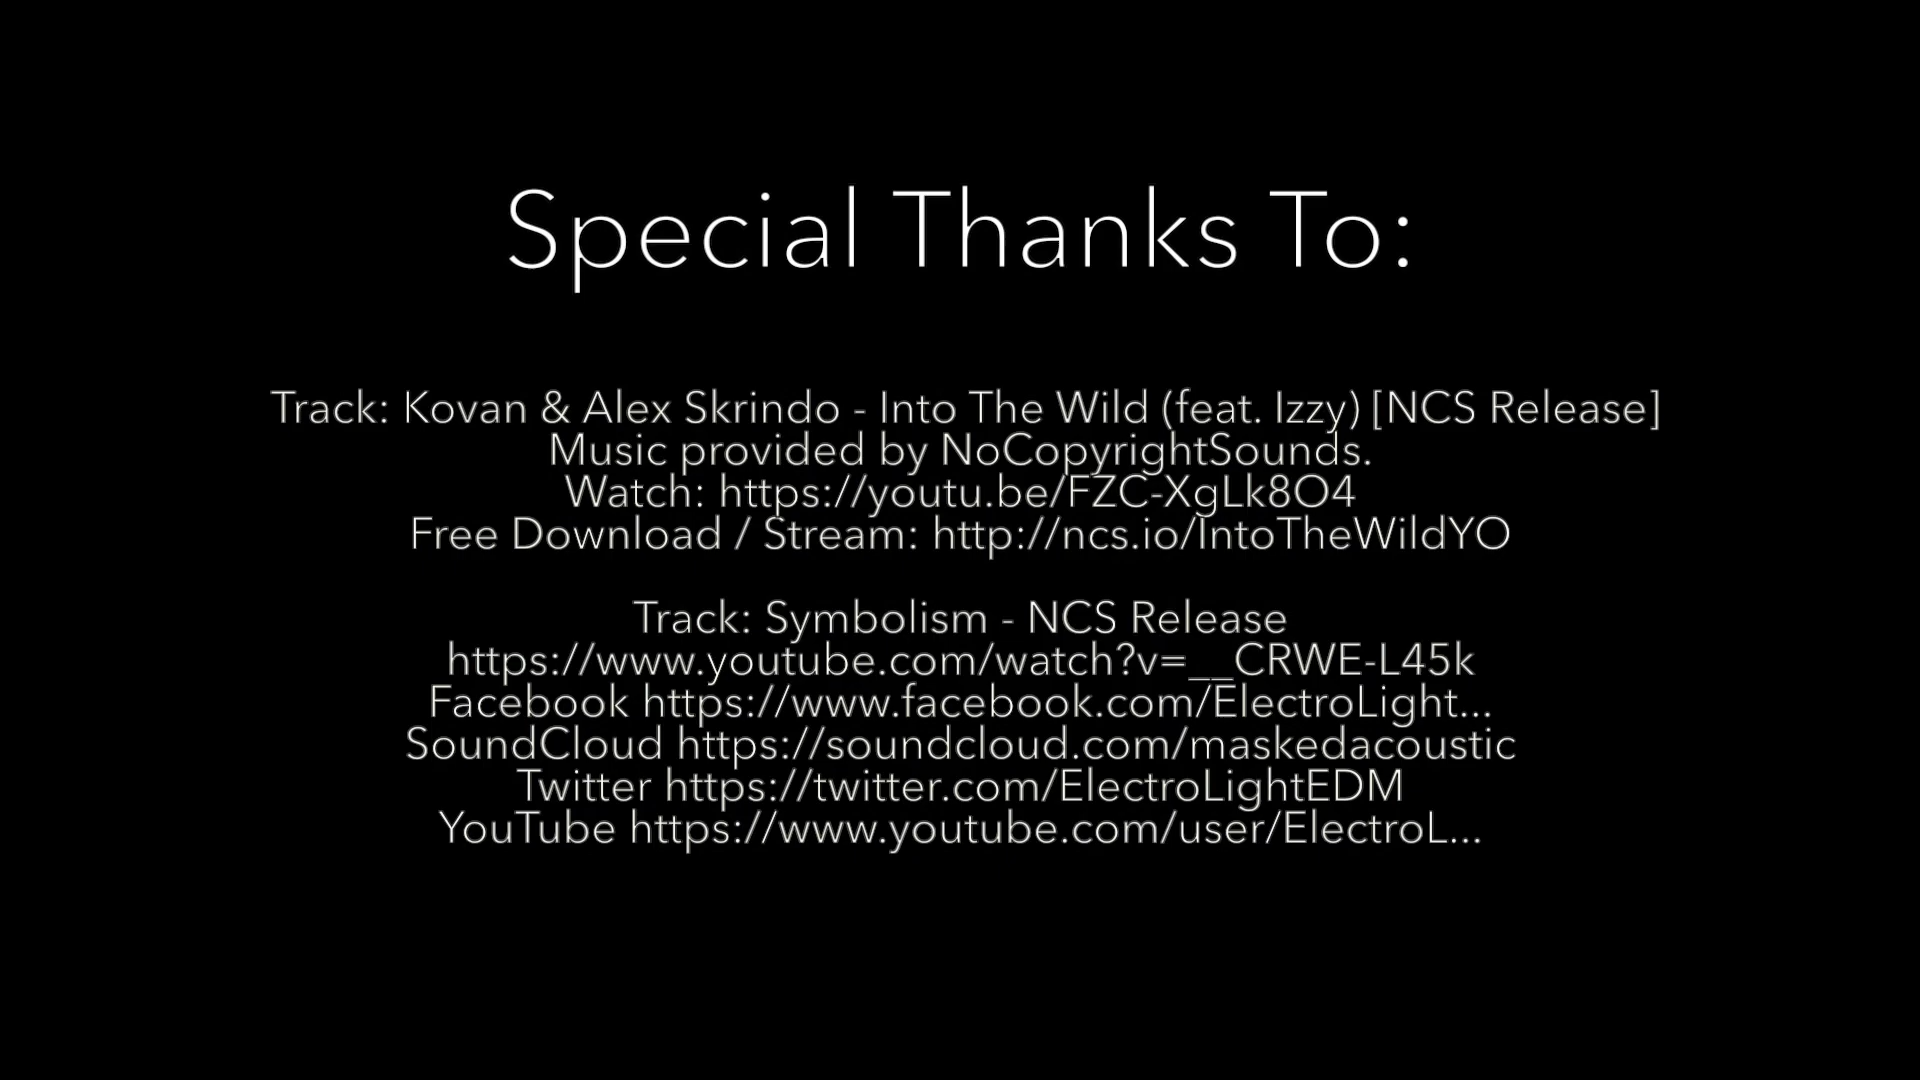 Special Thanks To:
Track: Kovan & Alex Skrindo - Into The Wild (feat. Izzy) [NCS Release]
Music provided by NoCopyrightSounds.
Watch: https://youtu.be/FZC-XgLk8O4
Free Download / Stream: http://ncs.io/IntoTheWildYO
Track: Symbolism - NCS Release
https://www.youtube.com/watch?v=__CRWE-L45k
Facebook https://www.facebook.com/ElectroLight...
SoundCloud https://soundcloud.com/maskedacoustic
Twitter https://twitter.com/ElectroLightEDM
YouTube https://www.youtube.com/user/ElectroL...